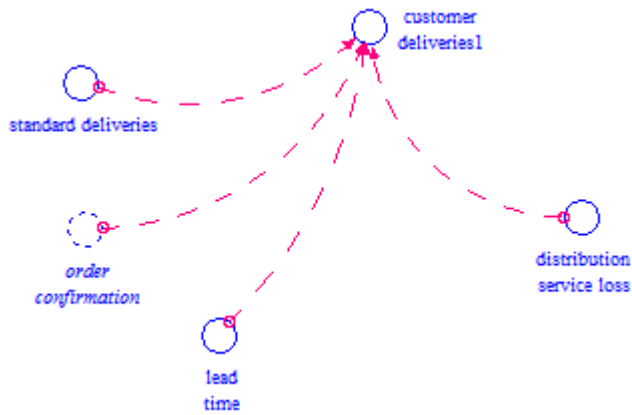 customer
deliveries1
standard deliveries
order
confirmation
distribution
service loss
lead
time